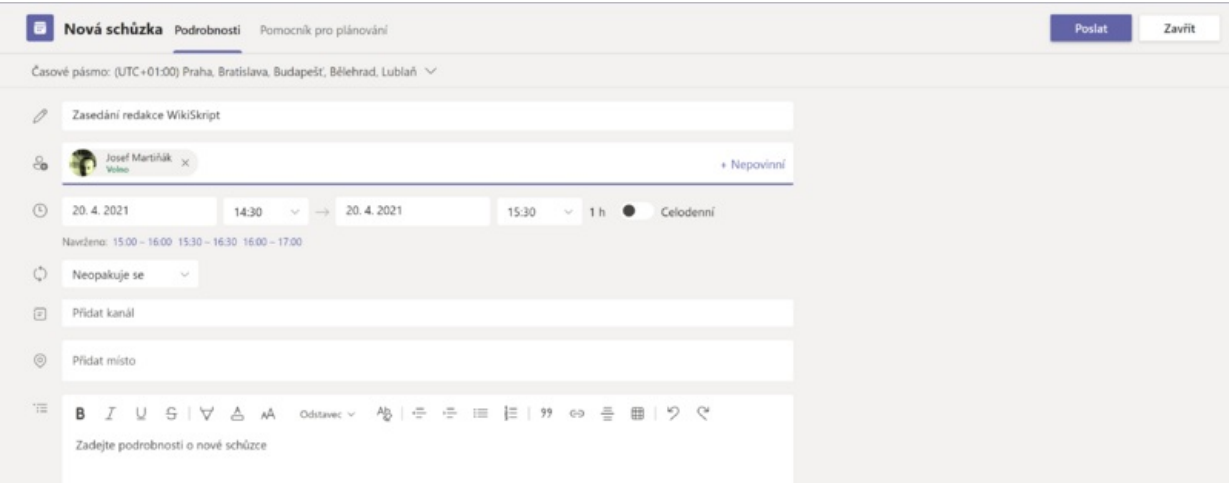 Nová schůzka Podrobnosti Pomocník pro plánování Poslat Zavřít
Časové pásmo: (UTC+01:00) Praha, Bratislava, Budapešť, Bělehrad, Lublaň
Zasedání redakce WikiSkript
Josef Martiňák
Volno
+ Nepovinní
20. 4. 2021 14:30 → 20. 4. 2021 15:30 1 h Celodenní
Navrženo: 15:00 – 16:00 15:30 – 16:30 16:00 – 17:00
Neopakuje se
Přidat kanál
Přidat místo
B I U S A AA Odstavec Ab
Zadejte podrobnosti o nové schůzce